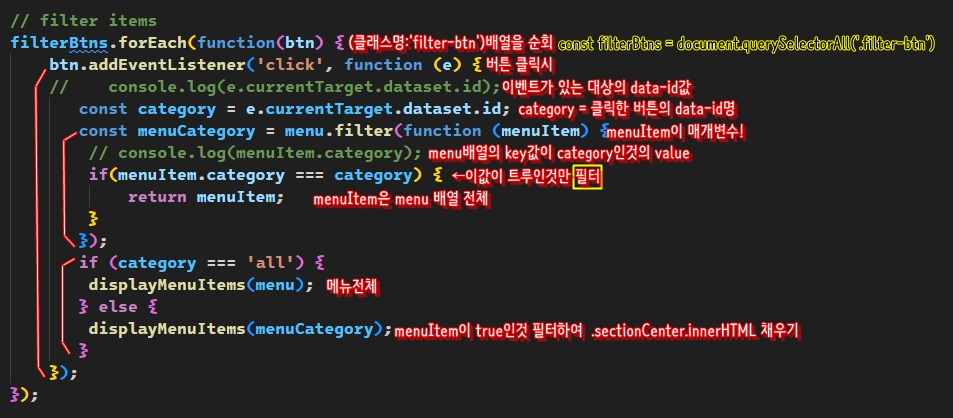 // filter items
filterBtns.forEach(function(btn) { (클래스명:'filter-btn')배열을 순회 const filterBtns = document.querySelectorAll('.filter-btn')
btn.addEventListener('click', function (e) { 버튼 클릭시
// console.log(e.currentTarget.dataset.id); 이벤트가 있는 대상의 data-id값
const category = e.currentTarget.dataset.id; category = 클릭한 버튼의 data-id명
const menuCategory = menu.filter(function (menuItem) { menuItem이 매개변수!
// console.log(menuItem.category); menu배열의 key값이 category인것의 value
if(menuItem.category === category) { ←이값이 트루인것만 필터
return menuItem; menuItem은 menu 배열 전체
}
});
if (category === 'all') {
displayMenuItems(menu); 메뉴전체
} else {
displayMenuItems(menuCategory); menuItem이 true인것 필터하여 .sectionCenter.innerHTML 채우기
}
});
});